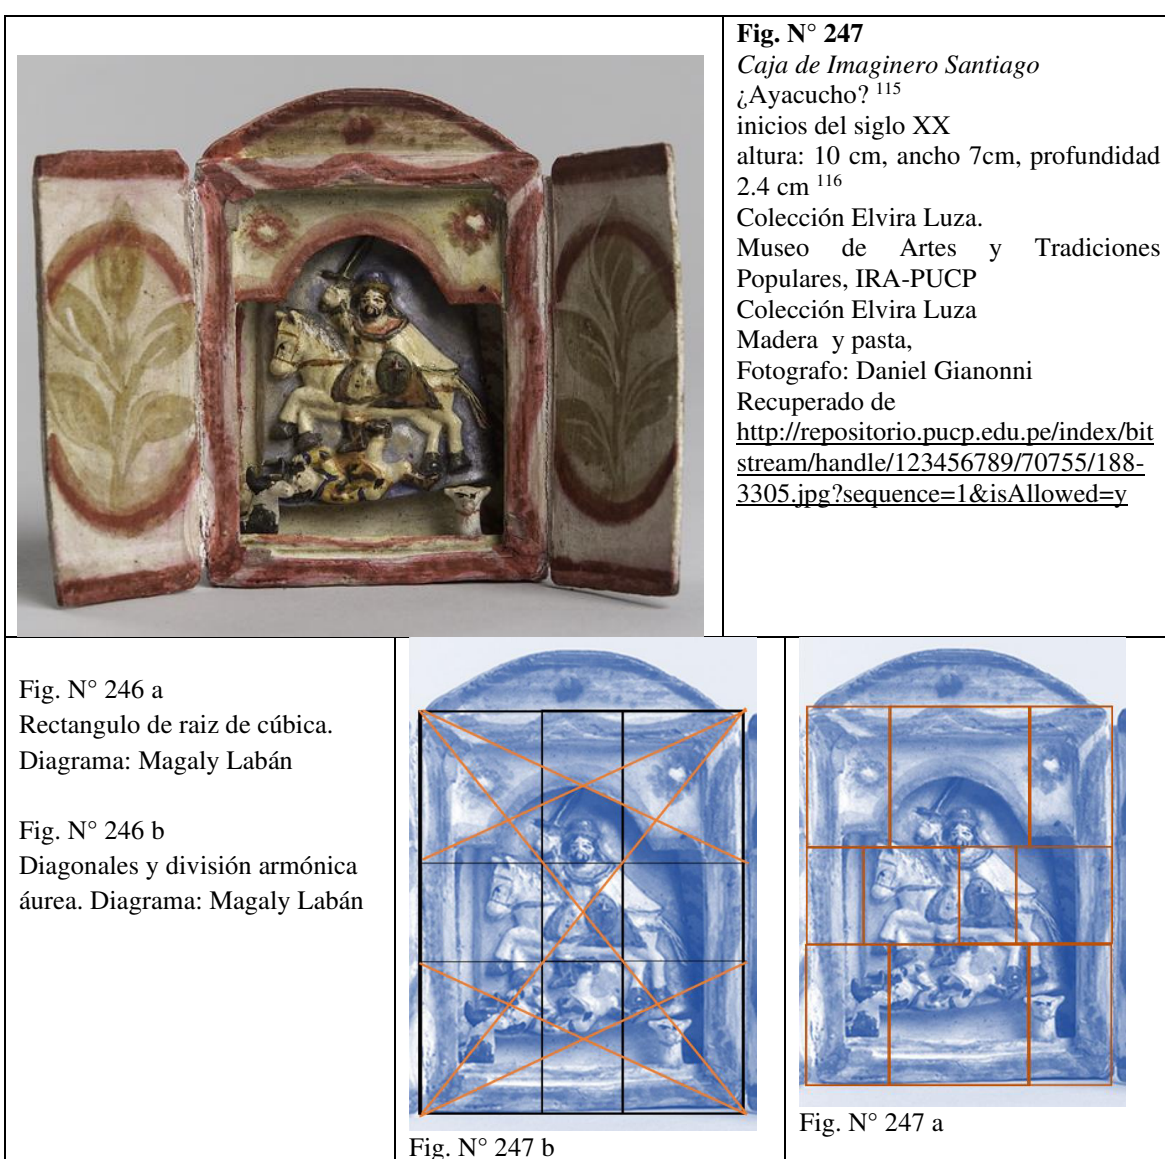 Fig. N° 247
Caja de Imaginero Santiago
¿Ayacucho? 115
inicios del siglo XX
altura: 10 cm, ancho 7cm, profundidad
2.4 cm 116
Colección Elvira Luza.
Museo de Artes y Tradiciones
Populares, IRA-PUCP
Colección Elvira Luza
Madera y pasta,
Fotografo: Daniel Gianonni
Recuperado de
http://repositorio.pucp.edu.pe/index/bit
stream/handle/123456789/70755/188-
3305.jpg?sequence=1&isAllowed=y
Fig. N° 246 a
Rectangulo de raiz de cúbica.
Diagrama: Magaly Labán
Fig. N° 246 b
Diagonales y división armónica
áurea. Diagrama: Magaly Labán
Fig. N° 247 b
Fig. N° 247 a